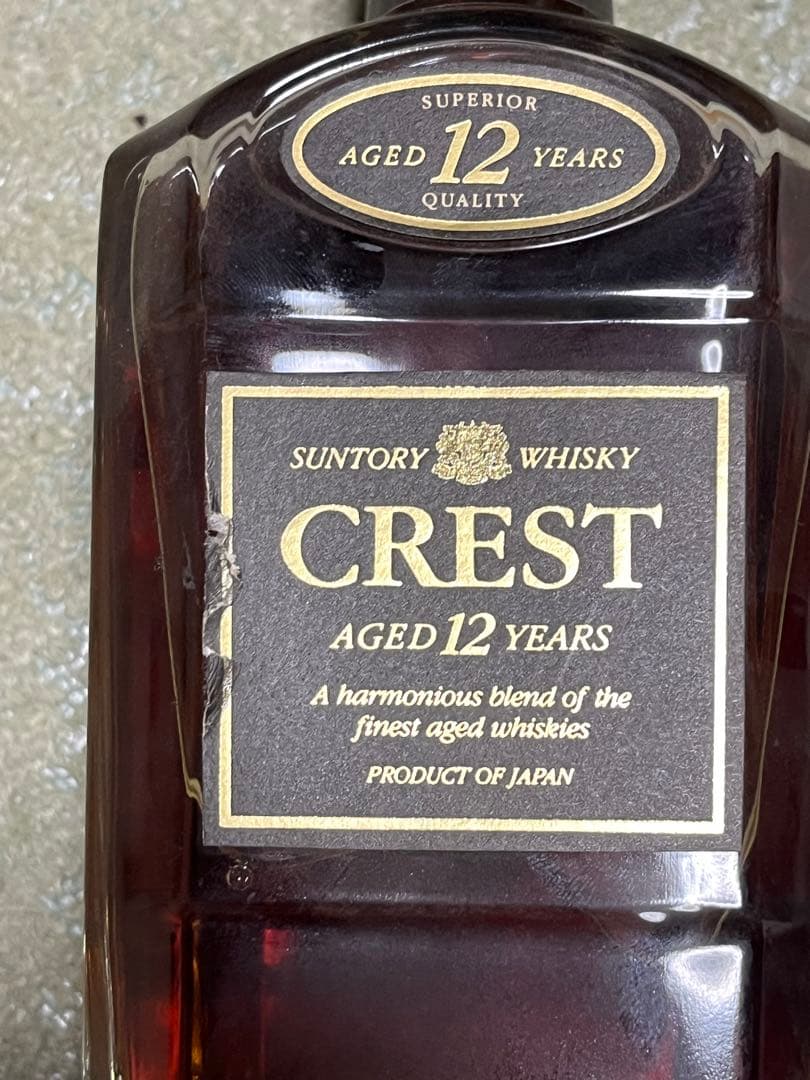 SUPERIOR
AGED 12 YEARS
QUALITY
SUNTORY WHISKY
CREST
AGED 12 YEARS
A harmonious blend of the
finest aged whiskies
PRODUCT OF JAPAN